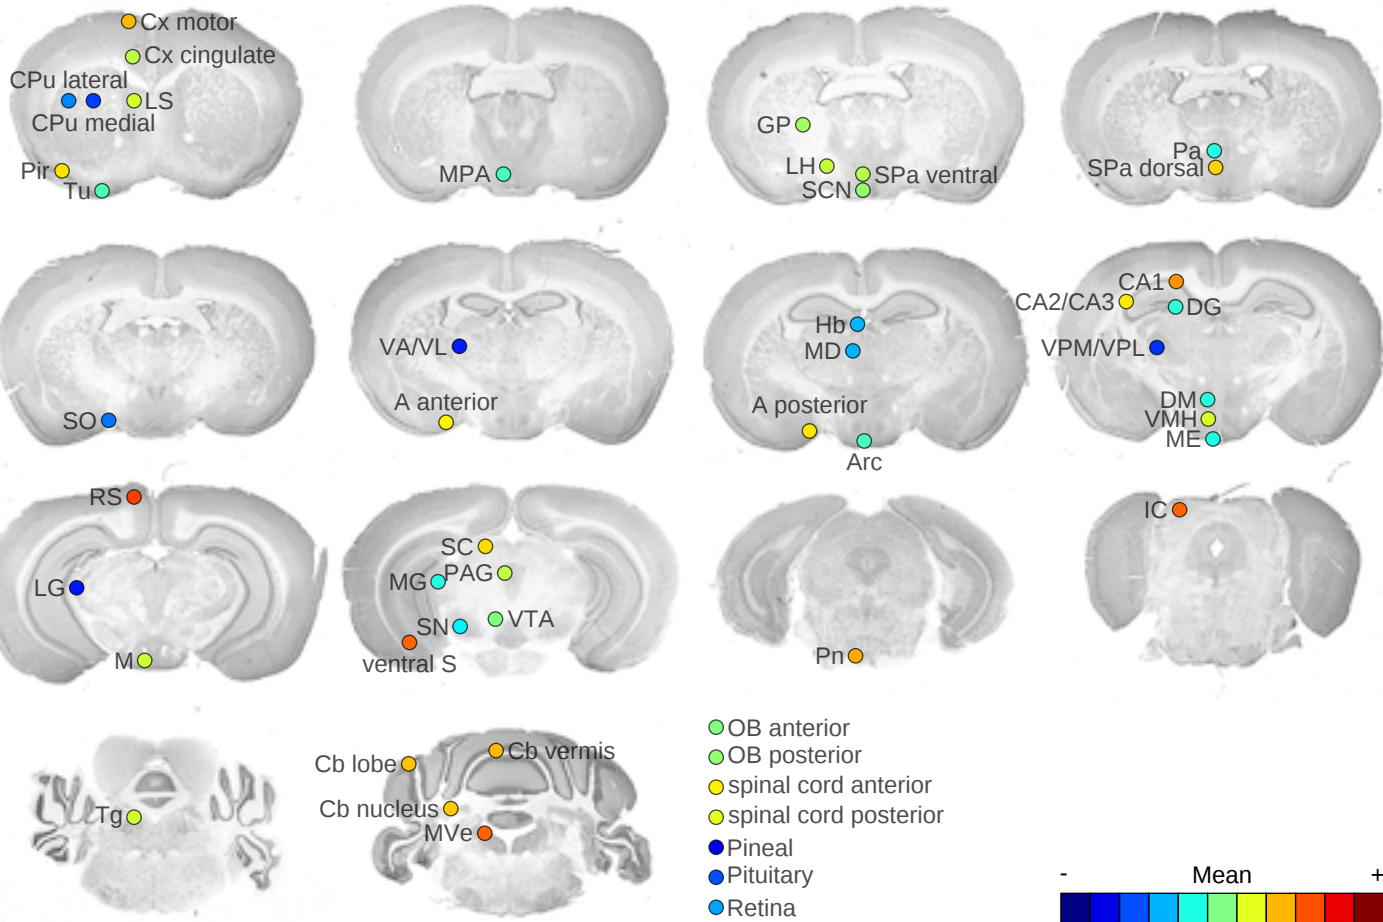 Cx motor
Cx cingulate
CPu lateral
LS
CPu medial
Pir
Tu
MPA
GP
LH
SPa ventral
SCN
Pa
SPa dorsal
SO
VA/VL
A anterior
Hb
MD
A posterior
Arc
CA1
CA2/CA3
DG
VPM/VPL
DM
VMH
ME
RS
LG
M
SC
PAG
MG
VTA
SN
ventral S
Pn
IC
Tg
Cb vermis
Cb lobe
Cb nucleus
MVe
OB anterior
OB posterior
spinal cord anterior
spinal cord posterior
Pineal
Pituitary
Retina
- Mean +